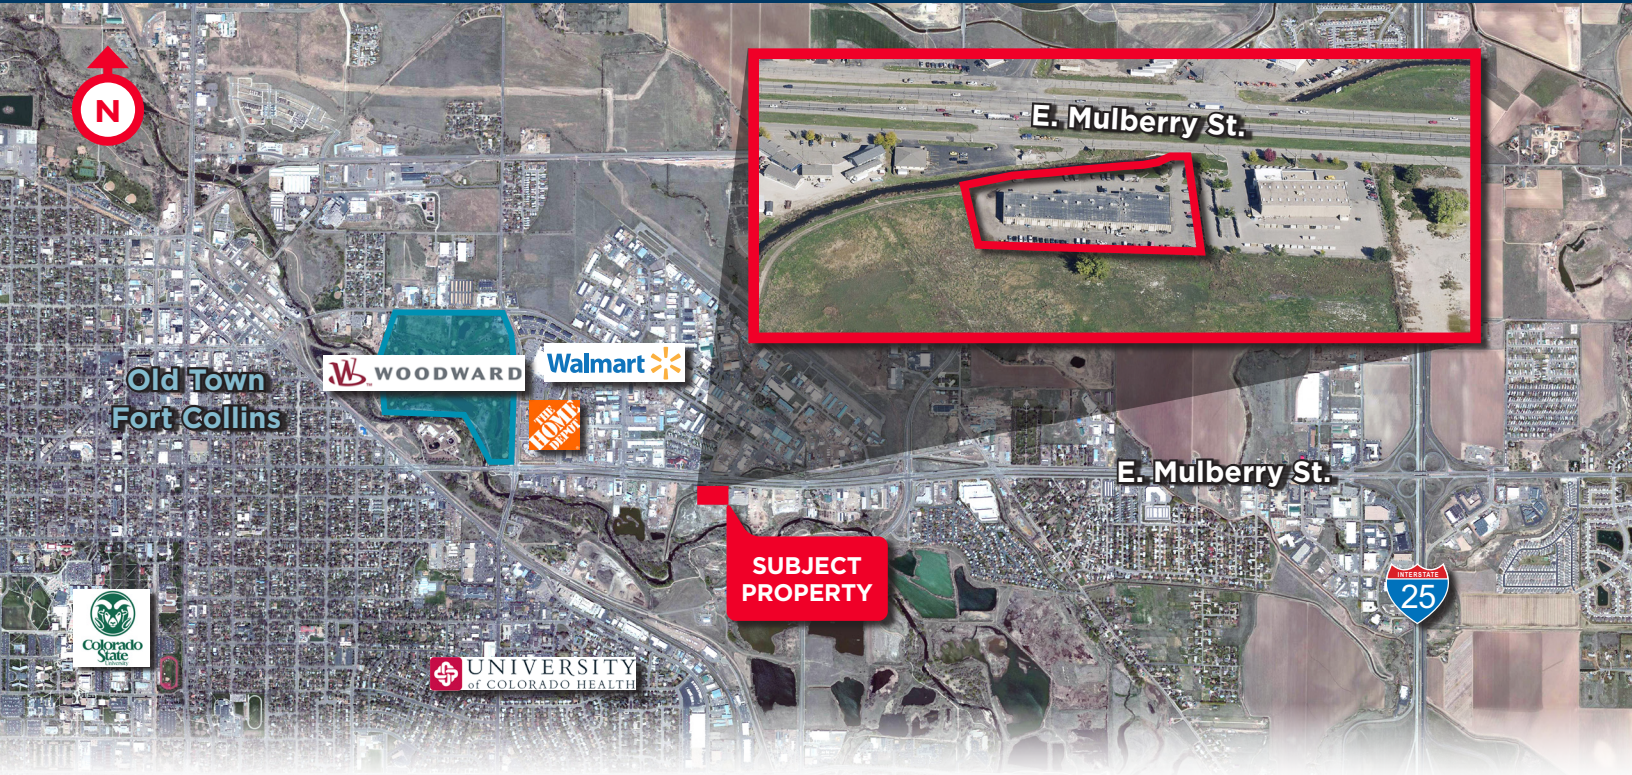 N
E. Mulberry St.
Walmart
WOODWARD
Old Town
Fort Collins
THE
HOME
DEPOT
E. Mulberry St.
SUBJECT
PROPERTY
INTERSTATE
25
Colorado
State
University
UNIVERSITY
of COLORADO HEALTH